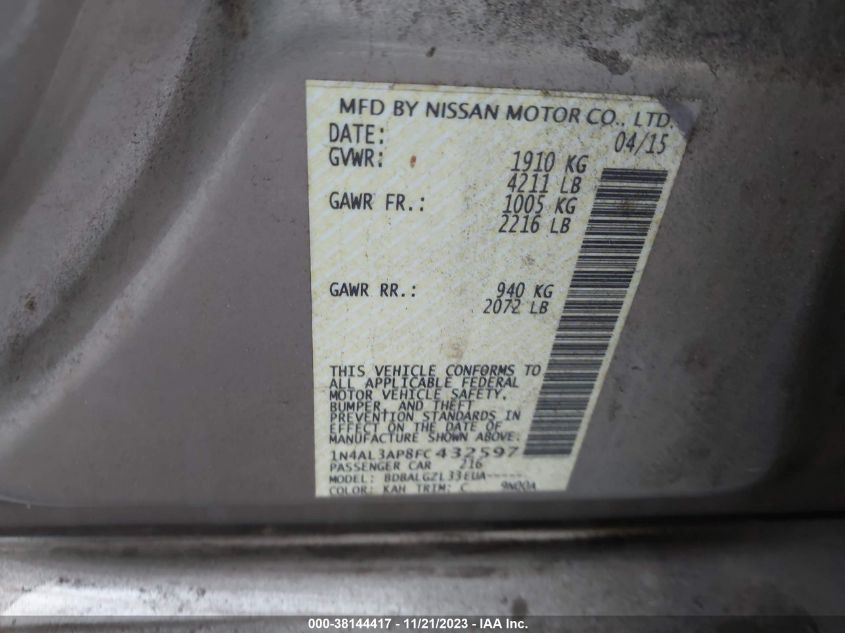 MFD BY NISSAN MOTOR CO., LTD.
DATE: 04/15
GVWR: 1910 KG
4211 LB
GAWR FR.: 1005 KG
2216 LB
GAWR RR.: 940 KG
2072 LB
THIS VEHICLE CONFORMS TO
ALL APPLICABLE FEDERAL
MOTOR VEHICLE SAFETY,
BUMPER, AND THEFT
PREVENTION STANDARDS IN
EFFECT ON THE DATE OF
MANUFACTURE SHOWN ABOVE.
1N4AL3AP8FC432597
PASSENGER CAR 216
MODEL: BDBALGZL33EUA-----
COLOR: KAH TRIM: C 9N00A
000-38144417 - 11/21/2023 - IAA Inc.